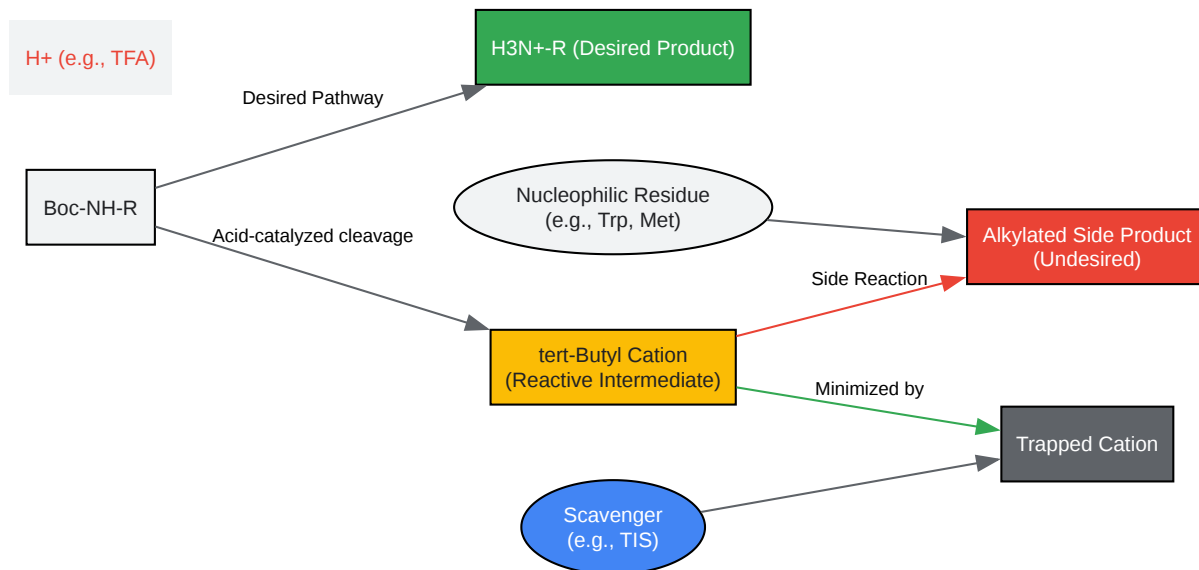 H3N+-R (Desired Product)
H+ (e.g., TFA)
Desired Pathway
Boc-NH-R
Nucleophilic Residue
(e.g., Trp, Met)
Acid-catalyzed cleavage
Alkylated Side Product
(Undesired)
Side Reaction
tert-Butyl Cation
(Reactive Intermediate)
Minimized by
Trapped Cation
Scavenger
(e.g., TIS)